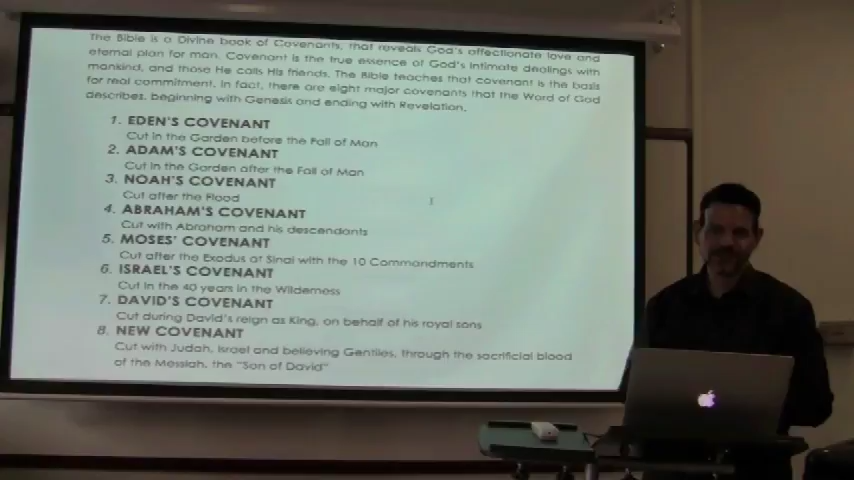 The Bible is a Divine book of Covenants, that reveals God's affectionate love and
eternal plan for man. Covenant is the true essence of God's intimate dealings with
mankind, and those He calls His friends. The Bible teaches that covenant is the basis
for real commitment. In fact, there are eight major covenants that the Word of God
describes, beginning with Genesis and ending with Revelation.
1. EDEN'S COVENANT
Cut in the Garden before the Fall of Man
2. ADAM'S COVENANT
Cut in the Garden after the Fall of Man
3. NOAH'S COVENANT
Cut after the Flood
4. ABRAHAM'S COVENANT
Cut with Abraham and his descendants
5. MOSES' COVENANT
Cut after the Exodus at Sinai with the 10 Commandments
6. ISRAEL'S COVENANT
Cut in the 40 years in the Wilderness
7. DAVID'S COVENANT
Cut during David's reign as King, on behalf of his royal sons
8. NEW COVENANT
Cut with Judah, Israel and believing Gentiles, through the sacrificial blood
of the Messiah, the "Son of David"